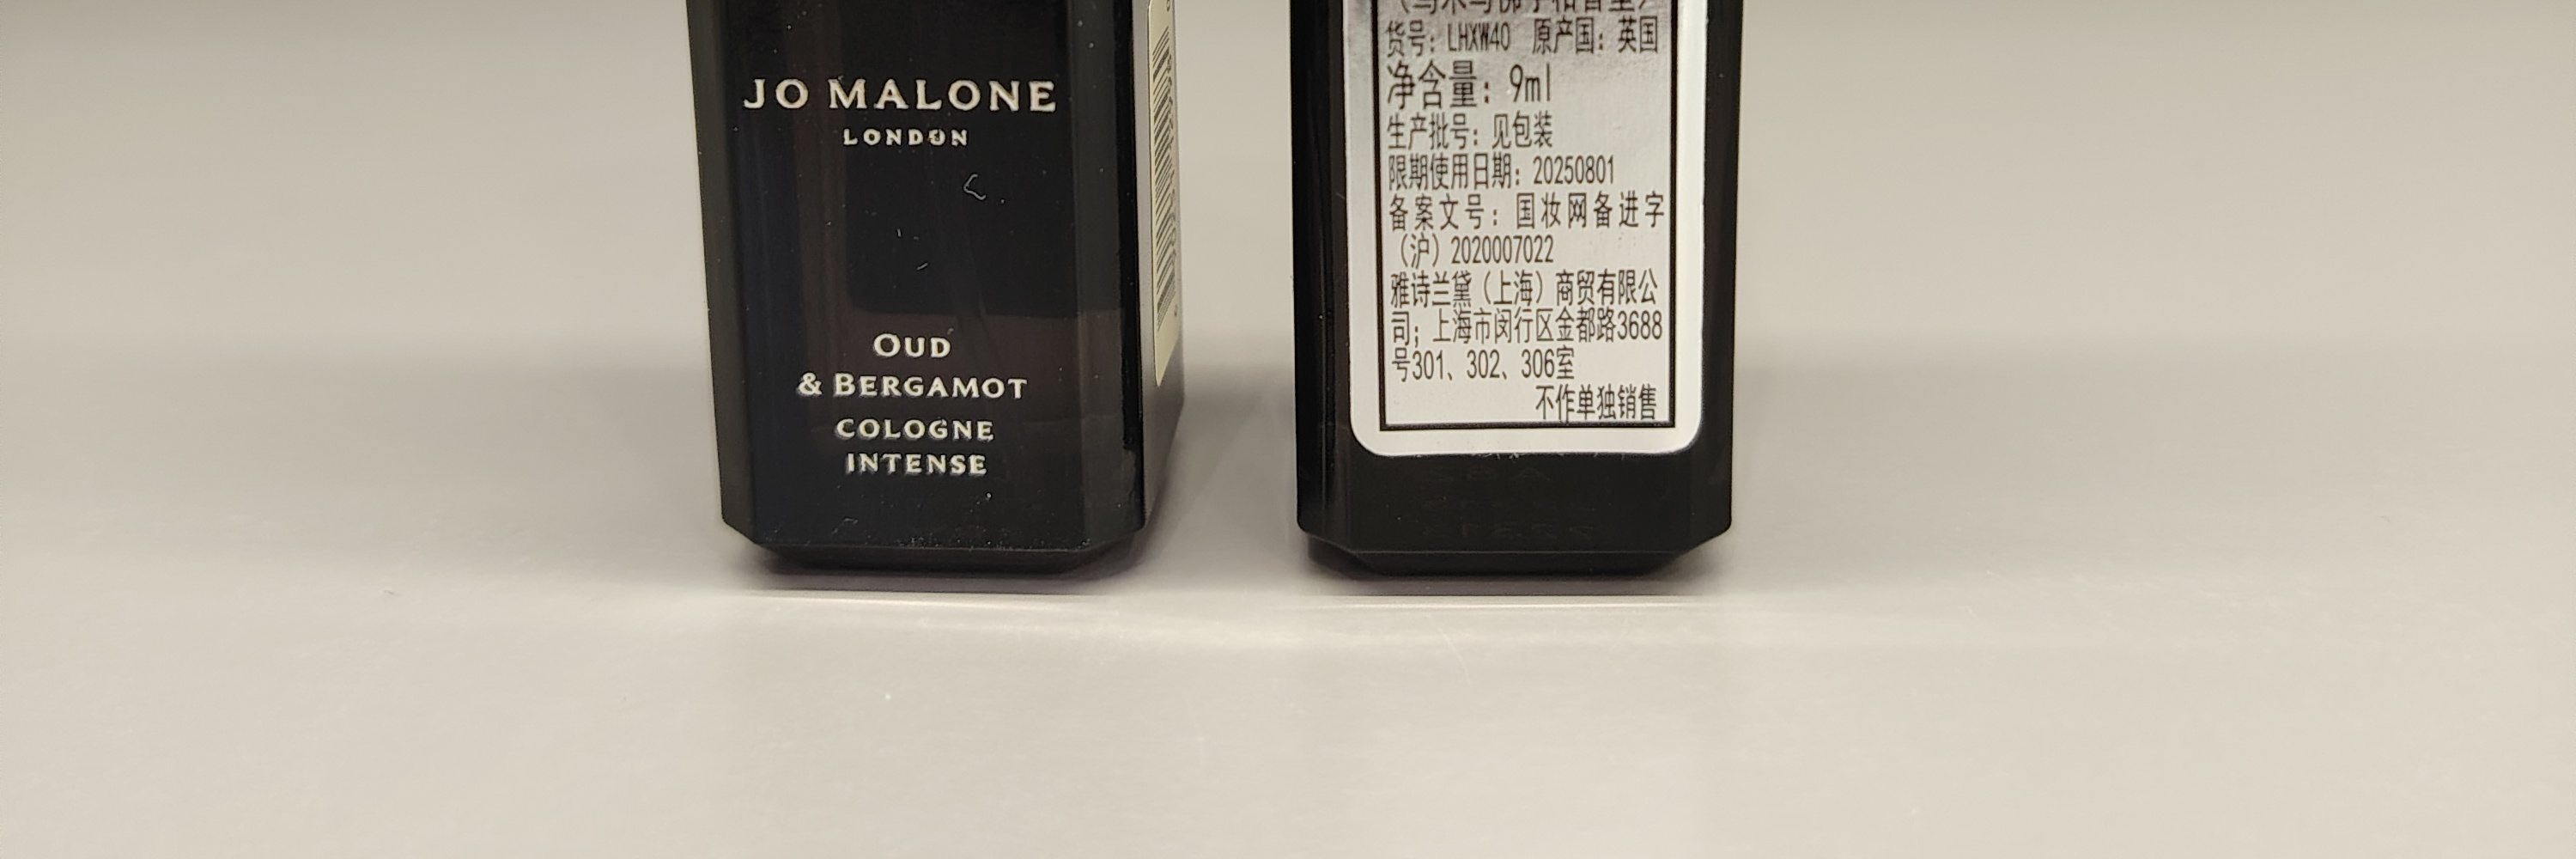 JO MALONE
LONDON
OUD
& BERGAMOT
COLOGNE
INTENSE
货号：LHXW40 原产国：英国
净含量：9ml
生产批号：见包装
限期使用日期：20250801
备案文号：国妆网备进字
（沪）2020007022
雅诗兰黛（上海）商贸有限公
司；上海市闵行区金都路3688
号301、302、306室
不作单独销售